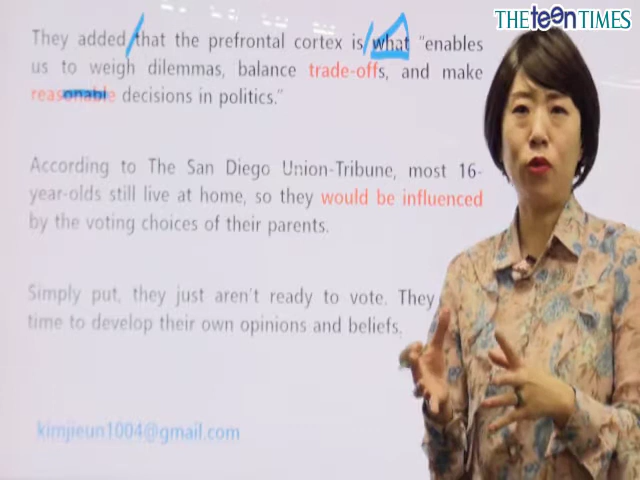 THE teen TIMES
They added that the prefrontal cortex is what "enables
us to weigh dilemmas, balance trade-offs, and make
reasonable decisions in politics."
According to The San Diego Union-Tribune, most 16-
year-olds still live at home, so they would be influenced
by the voting choices of their parents.
Simply put, they just aren't ready to vote. They
time to develop their own opinions and beliefs.
kimjieun1004@gmail.com